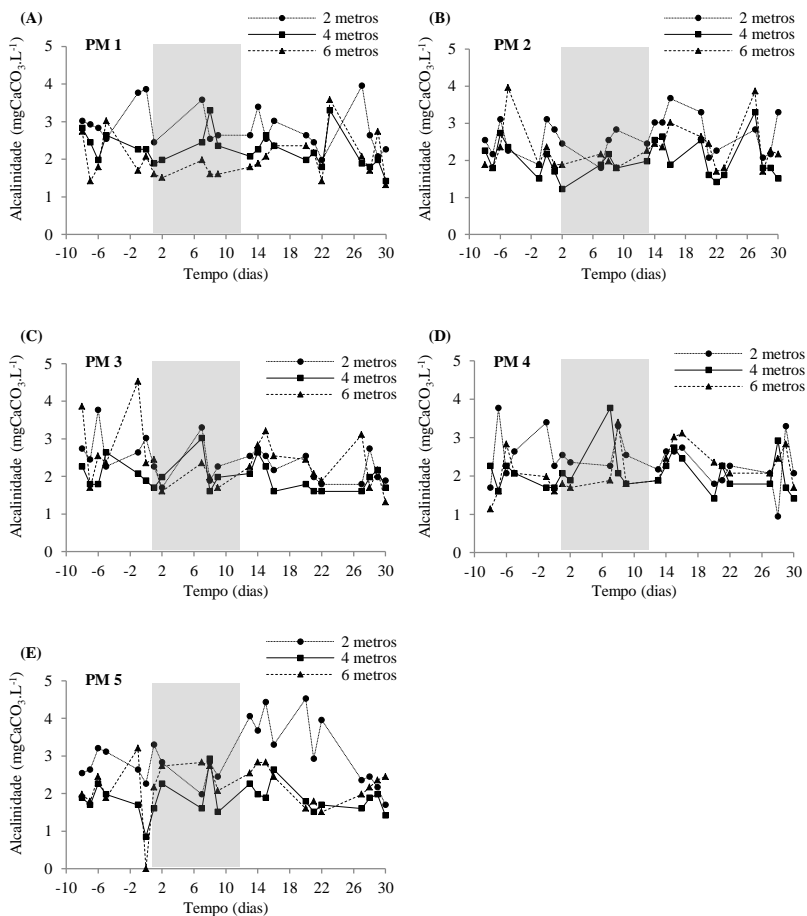 (A)
PM 1
2 metros
4 metros
6 metros
Alcalinidade (mgCaCO3.L-1)
5
4
3
2
1
0
-10 -6 -2 2 6 10 14 18 22 26 30
Tempo (dias)
(B)
PM 2
2 metros
4 metros
6 metros
Alcalinidade (mgCaCO3.L-1)
5
4
3
2
1
0
-10 -6 -2 2 6 10 14 18 22 26 30
Tempo (dias)
(C)
PM 3
2 metros
4 metros
6 metros
Alcalinidade (mgCaCO3.L-1)
5
4
3
2
1
0
-10 -6 -2 2 6 10 14 18 22 26 30
Tempo (dias)
(D)
PM 4
2 metros
4 metros
6 metros
Alcalinidade (mgCaCO3.L-1)
5
4
3
2
1
0
-10 -6 -2 2 6 10 14 18 22 26 30
Tempo (dias)
(E)
PM 5
2 metros
4 metros
6 metros
Alcalinidade (mgCaCO3.L-1)
5
4
3
2
1
0
-10 -6 -2 2 6 10 14 18 22 26 30
Tempo (dias)